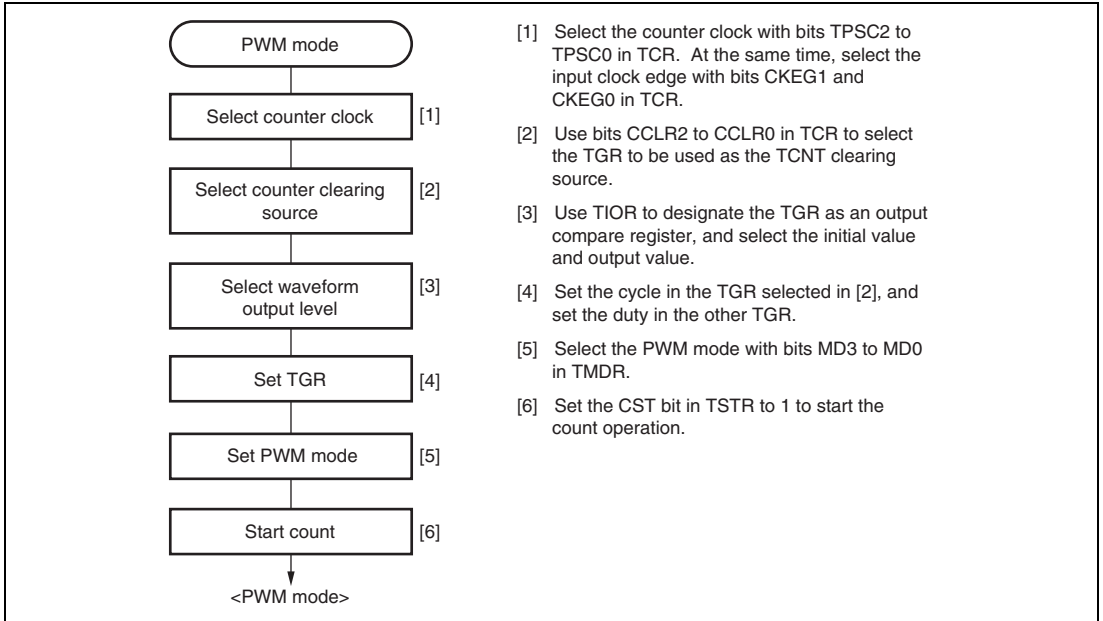 PWM mode
Select counter clock
[1]
Select counter clearing
source
[2]
Select waveform
output level
[3]
Set TGR
[4]
Set PWM mode
[5]
Start count
[6]
<PWM mode>
[1] Select the counter clock with bits TPSC2 to
TPSC0 in TCR. At the same time, select the
input clock edge with bits CKEG1 and
CKEG0 in TCR.
[2] Use bits CCLR2 to CCLR0 in TCR to select
the TGR to be used as the TCNT clearing
source.
[3] Use TIOR to designate the TGR as an output
compare register, and select the initial value
and output value.
[4] Set the cycle in the TGR selected in [2], and
set the duty in the other TGR.
[5] Select the PWM mode with bits MD3 to MD0
in TMDR.
[6] Set the CST bit in TSTR to 1 to start the
count operation.